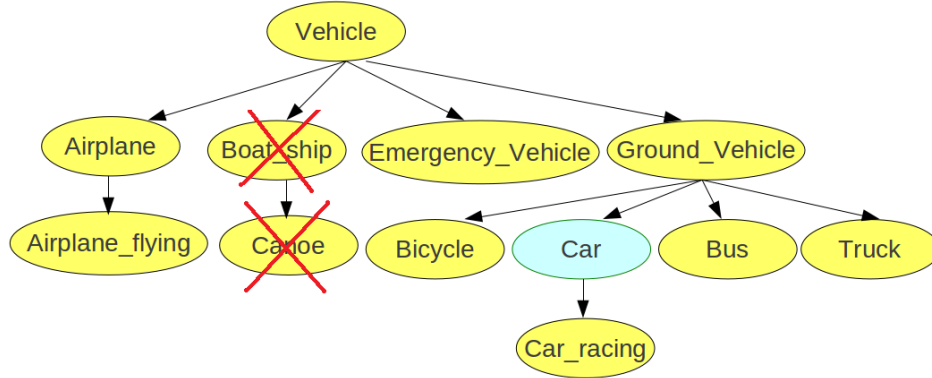 Vehicle
Airplane
Boat_ship
Emergency_Vehicle
Ground_Vehicle
Airplane_flying
Canoe
Bicycle
Car
Bus
Truck
Car_racing